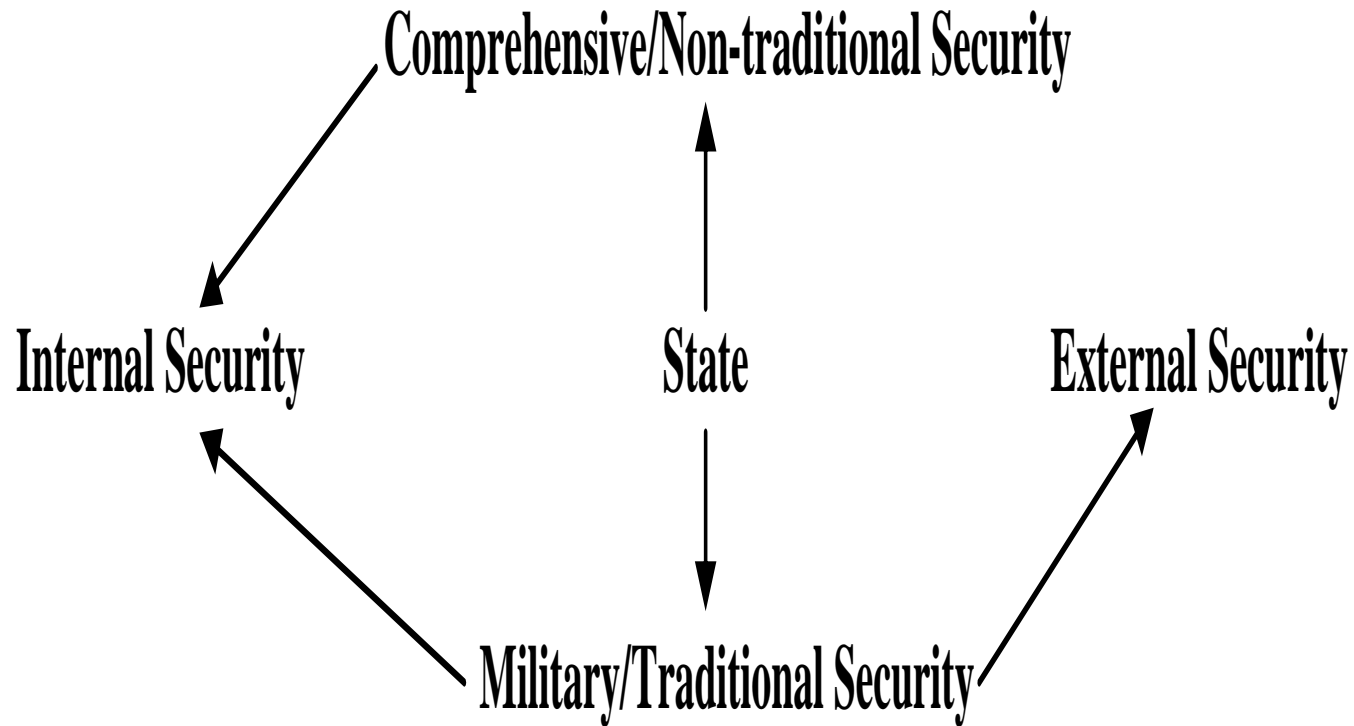 Comprehensive/Non-traditional Security
Internal Security
State
External Security
Military/Traditional Security